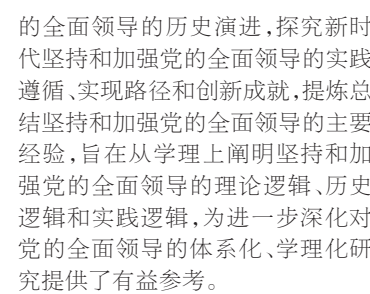 的全面领导的历史演进,探究新时
代坚持和加强党的全面领导的实践
遵循、实现路径和创新成就,提炼总
结坚持和加强党的全面领导的主要
经验,旨在从学理上阐明坚持和加
强党的全面领导的理论逻辑、历史
逻辑和实践逻辑,为进一步深化对
党的全面领导的体系化、学理化研
究提供了有益参考。